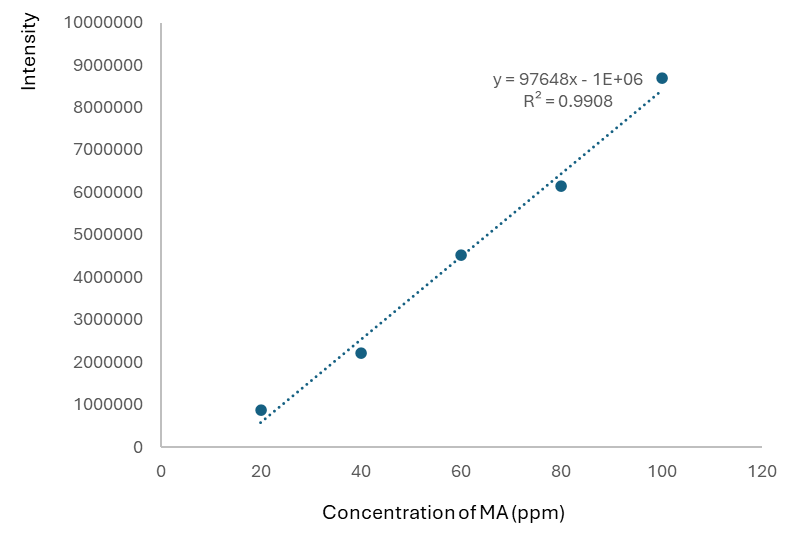 Intensity
10000000
9000000
8000000
7000000
6000000
5000000
4000000
3000000
2000000
1000000
0
y = 97648x - 1E+06
R² = 0.9908
0 20 40 60 80 100 120
Concentration of MA (ppm)